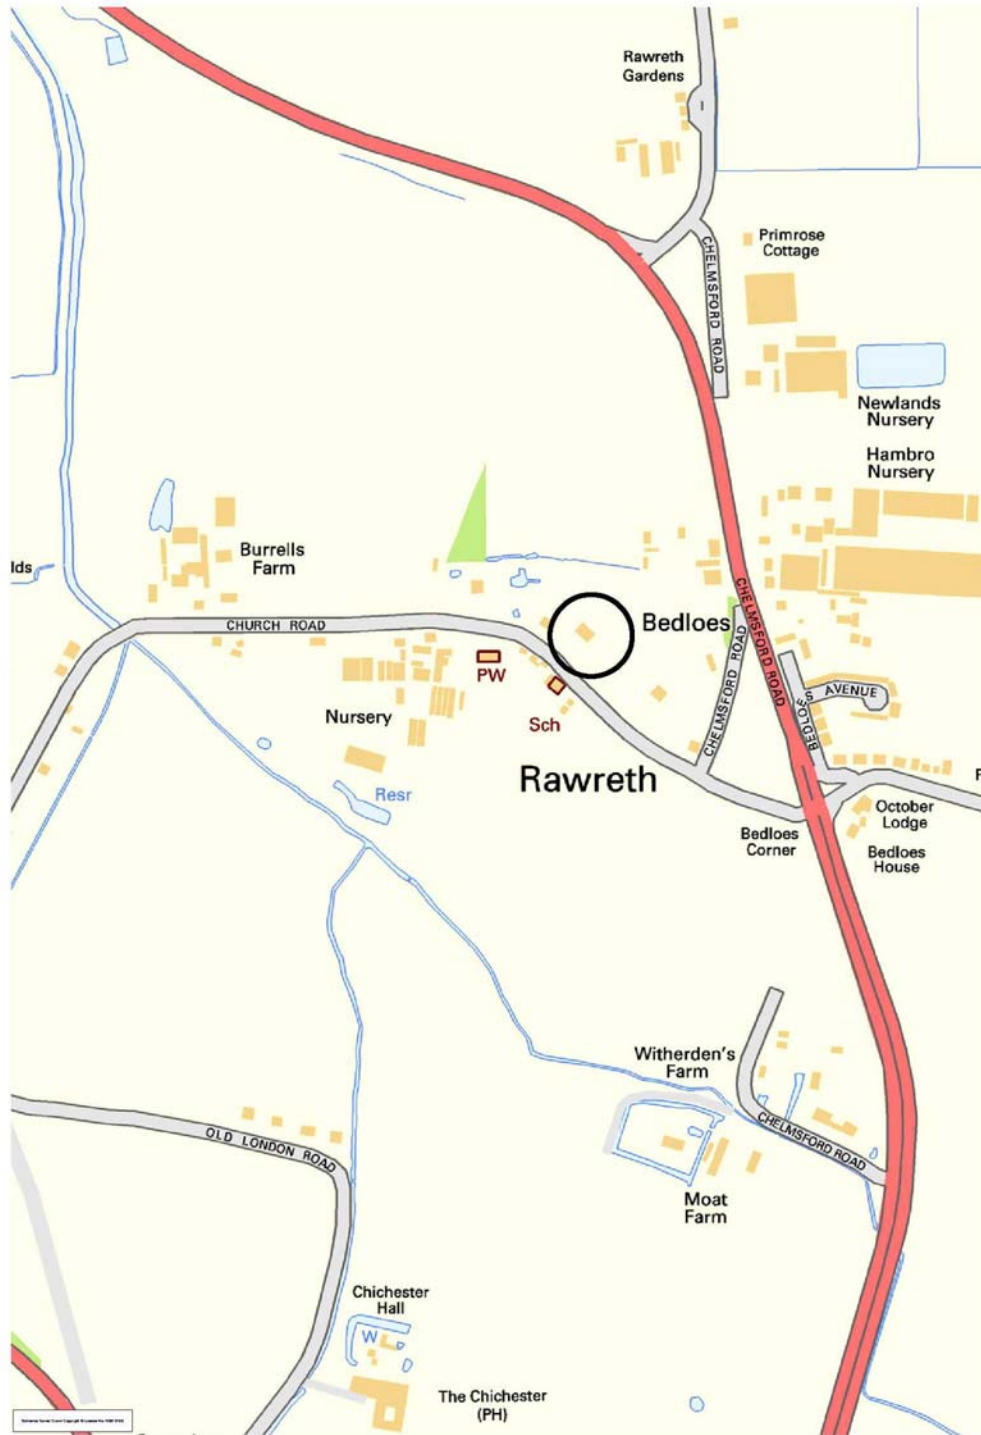 Rawreth
Gardens
Primrose
Cottage
CHELMSFORD ROAD
Newlands
Nursery
Hambro
Nursery
lds
Burrells
Farm
CHURCH ROAD
Bedloes
CHELMSFORD ROAD
CHELMSFORD ROAD
PW
Sch
Nursery
BEDLOE'S AVENUE
Rawreth
Resr
Bedloes
Corner
October
Lodge
Bedloes
House
Witherden's
Farm
CHELMSFORD ROAD
OLD LONDON ROAD
Moat
Farm
Chichester
Hall
W
The Chichester
(PH)